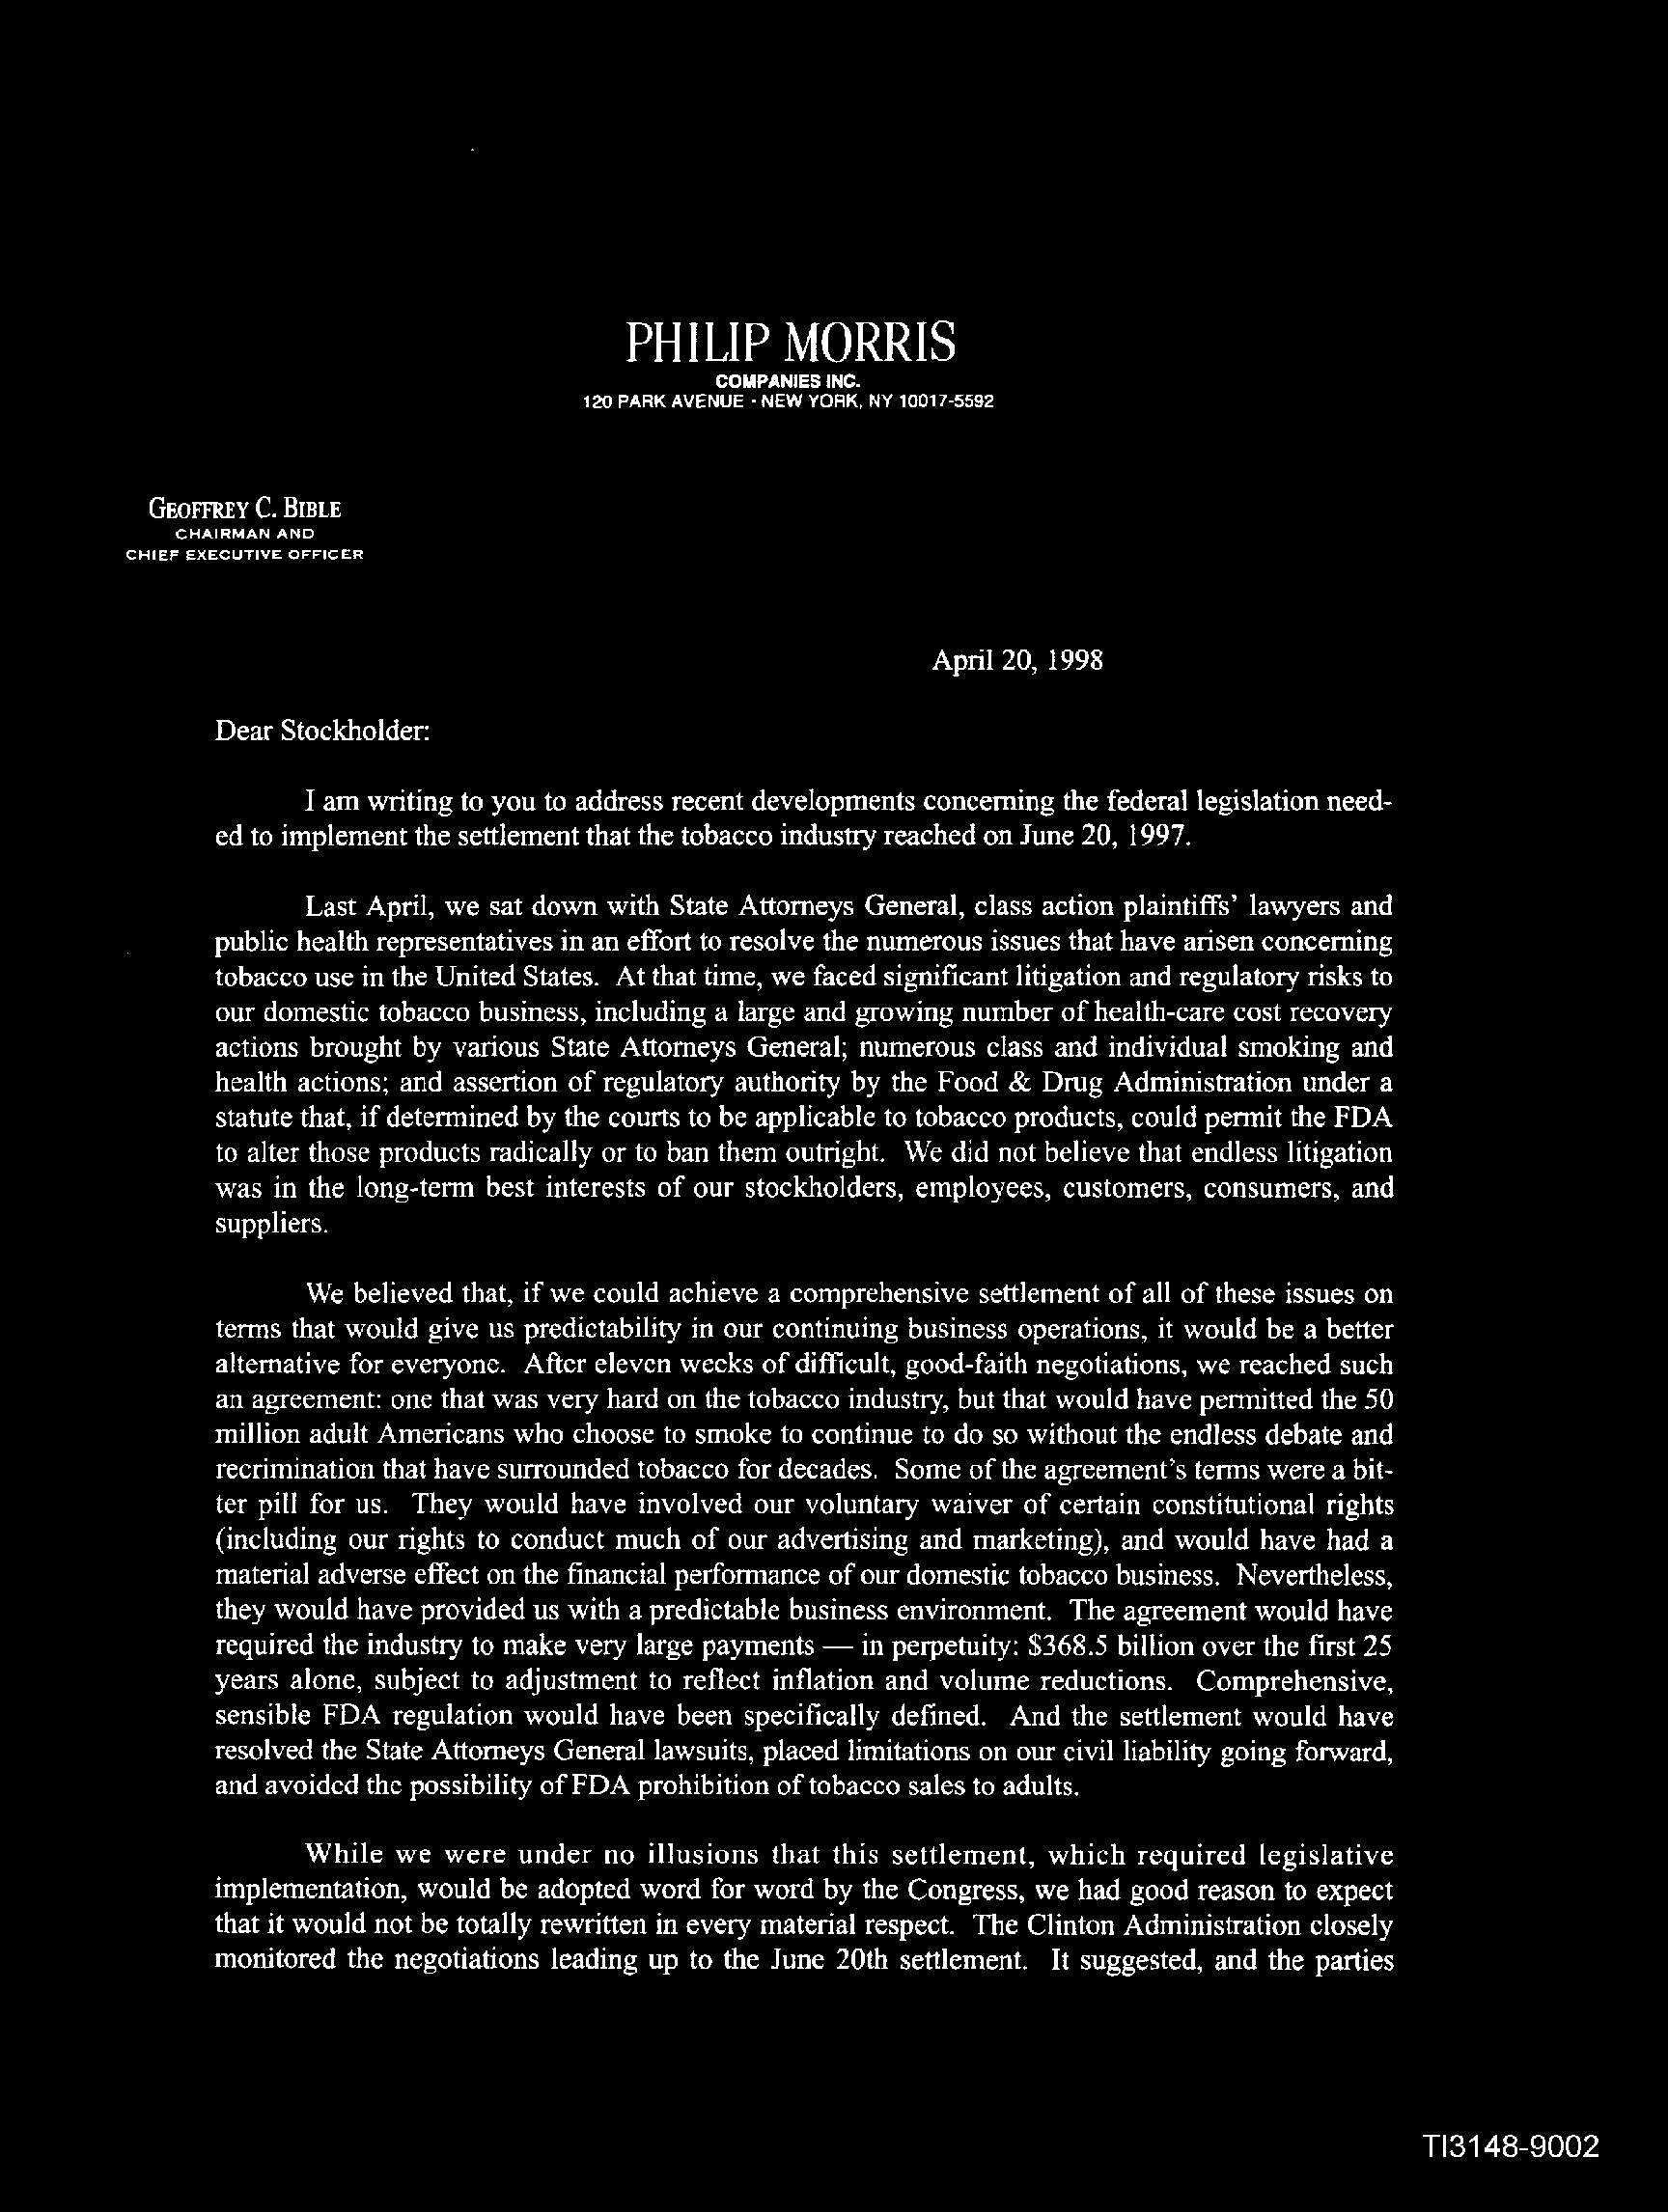 PHILIP MORRIS
COMPANIES INC.
120 PARK AVENUE · NEW YORK, NY 10017-5592
GEOFFREY C. BIBLE
CHAIRMAN AND
CHIEF EXECUTIVE OFFICER
April 20, 1998
Dear Stockholder:
I am writing to you to address recent developments concerning the federal legislation need-
ed to implement the settlement that the tobacco industry reached on June 20, 1997.
Last April, we sat down with State Attorneys General, class action plaintiffs' lawyers and
public health representatives in an effort to resolve the numerous issues that have arisen concerning
tobacco use in the United States. At that time, we faced significant litigation and regulatory risks to
our domestic tobacco business, including a large and growing number of health-care cost recovery
actions brought by various State Attorneys General; numerous class and individual smoking and
health actions; and assertion of regulatory authority by the Food & Drug Administration under a
statute that, if determined by the courts to be applicable to tobacco products, could permit the FDA
to alter those products radically or to ban them outright. We did not believe that endless litigation
was in the long-term best interests of our stockholders, employees, customers, consumers, and
suppliers.
We believed that, if we could achieve a comprehensive settlement of all of these issues on
terms that would give us predictability in our continuing business operations, it would be a better
alternative for everyone. After eleven weeks of difficult, good-faith negotiations, we reached such
an agreement: one that was very hard on the tobacco industry, but that would have permitted the 50
million adult Americans who choose to smoke to continue to do so without the endless debate and
recrimination that have surrounded tobacco for decades. Some of the agreement's terms were a bit-
ter pill for us. They would have involved our voluntary waiver of certain constitutional rights
(including our rights to conduct much of our advertising and marketing), and would have had a
material adverse effect on the financial performance of our domestic tobacco business. Nevertheless,
they would have provided us with a predictable business environment. The agreement would have
required the industry to make very large payments — in perpetuity: $368.5 billion over the first 25
years alone, subject to adjustment to reflect inflation and volume reductions. Comprehensive,
sensible FDA regulation would have been specifically defined. And the settlement would have
resolved the State Attorneys General lawsuits, placed limitations on our civil liability going forward,
and avoided the possibility of FDA prohibition of tobacco sales to adults.
While we were under no illusions that this settlement, which required legislative
implementation, would be adopted word for word by the Congress, we had good reason to expect
that it would not be totally rewritten in every material respect. The Clinton Administration closely
monitored the negotiations leading up to the June 20th settlement. It suggested, and the parties
TI3148-9002